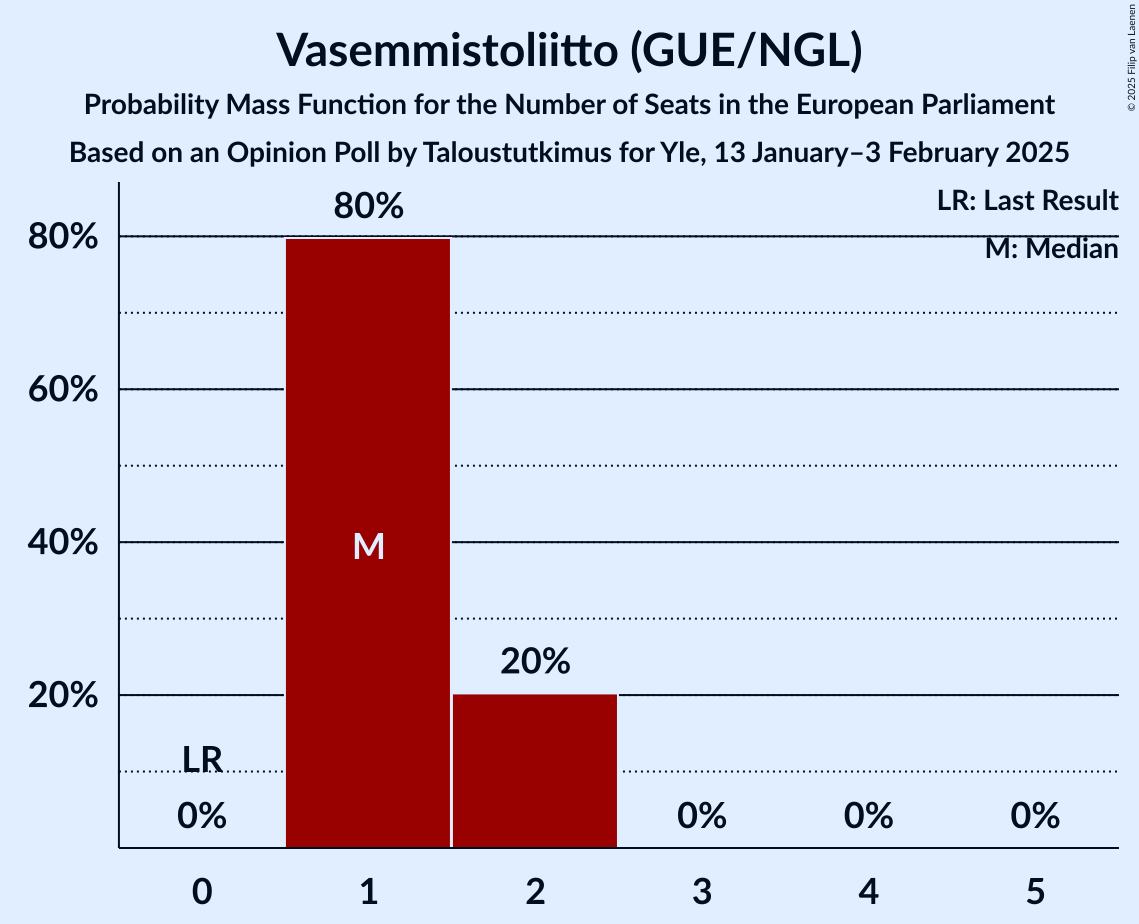 Vasemmistoliitto (GUE/NGL)
Probability Mass Function for the Number of Seats in the European Parliament
Based on an Opinion Poll by Taloustutkimus for Yle, 13 January–3 February 2025
© 2025 Filip van Laenen
LR: Last Result
M: Median
80%
60%
40%
20%
80%
M
20%
LR
0%
0%
0%
0%
0
1
2
3
4
5